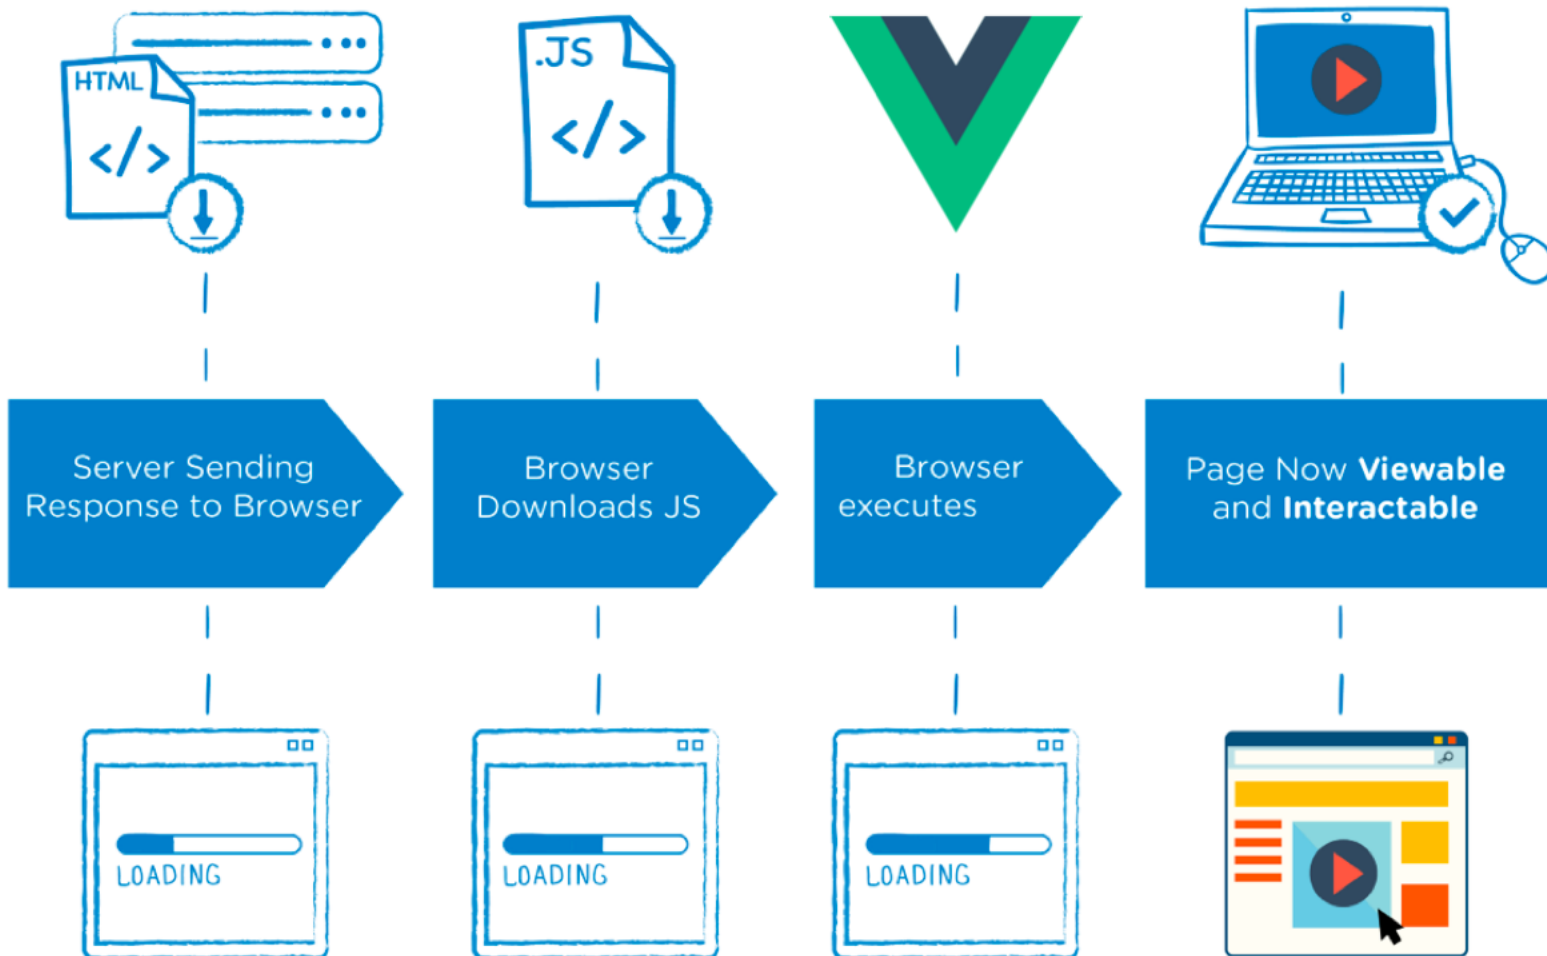 HTML
</>
.JS
</>
Server Sending
Response to Browser
Browser
Downloads JS
Browser
executes
Page Now Viewable
and Interactable
LOADING
LOADING
LOADING